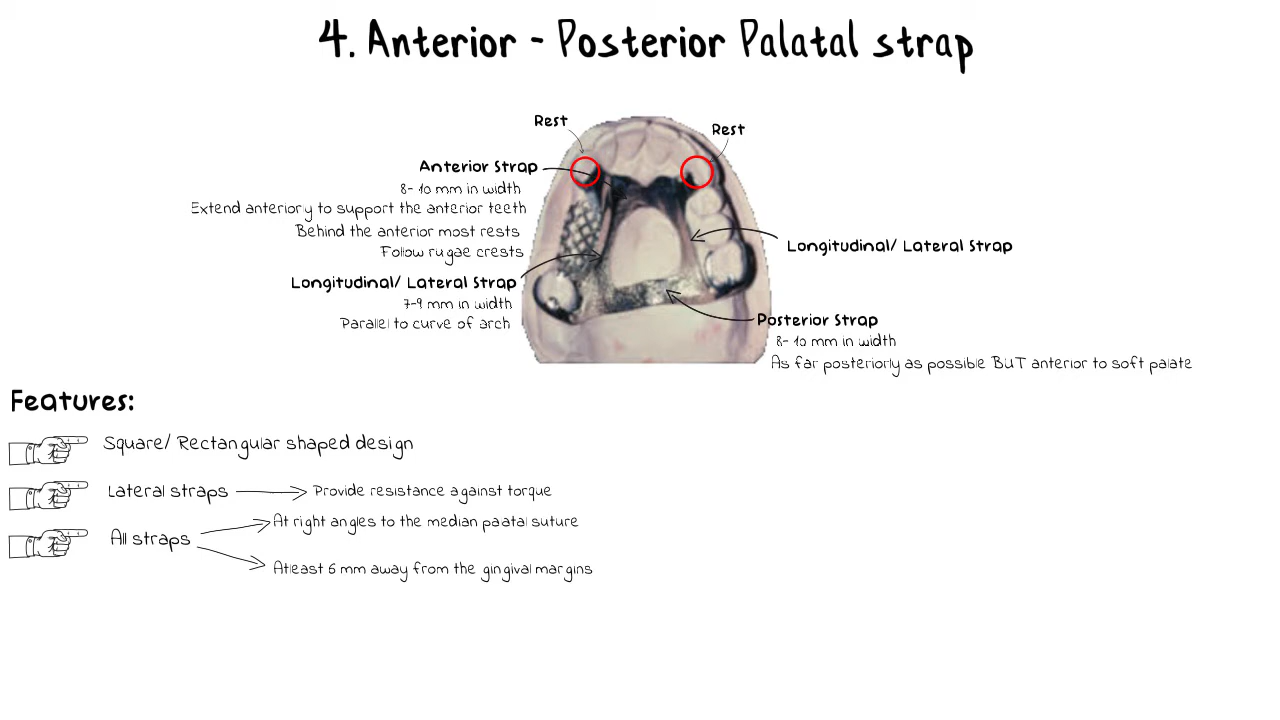 4. Anterior - Posterior Palatal strap
Rest
Rest
Anterior Strap
8- 10 mm in width
Extend anteriory to support the anterior teeth
Behind the anterior most rests
Follow rugae crests
Longitudinal/ Lateral Strap
Longitudinal/ Lateral Strap
7-9 mm in width
Parallel to curve of arch
Posterior Strap
8- 10 mm in width
As far posteriorly as possible BUT anterior to soft palate
Features:
Square/ Rectangular shaped design
Lateral straps
Provide resistance against torque
All straps
At right angles to the median paatal suture
Atleast 6 mm away from the gingival margins